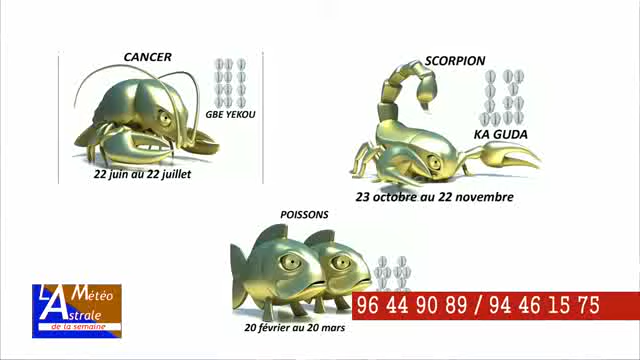 CANCER
GBE YEKOU
22 juin au 22 juillet
SCORPION
KA GUDA
23 octobre au 22 novembre
POISSONS
20 février au 20 mars
LA Météo
Astrale
de la semaine
96 44 90 89 / 94 46 15 75